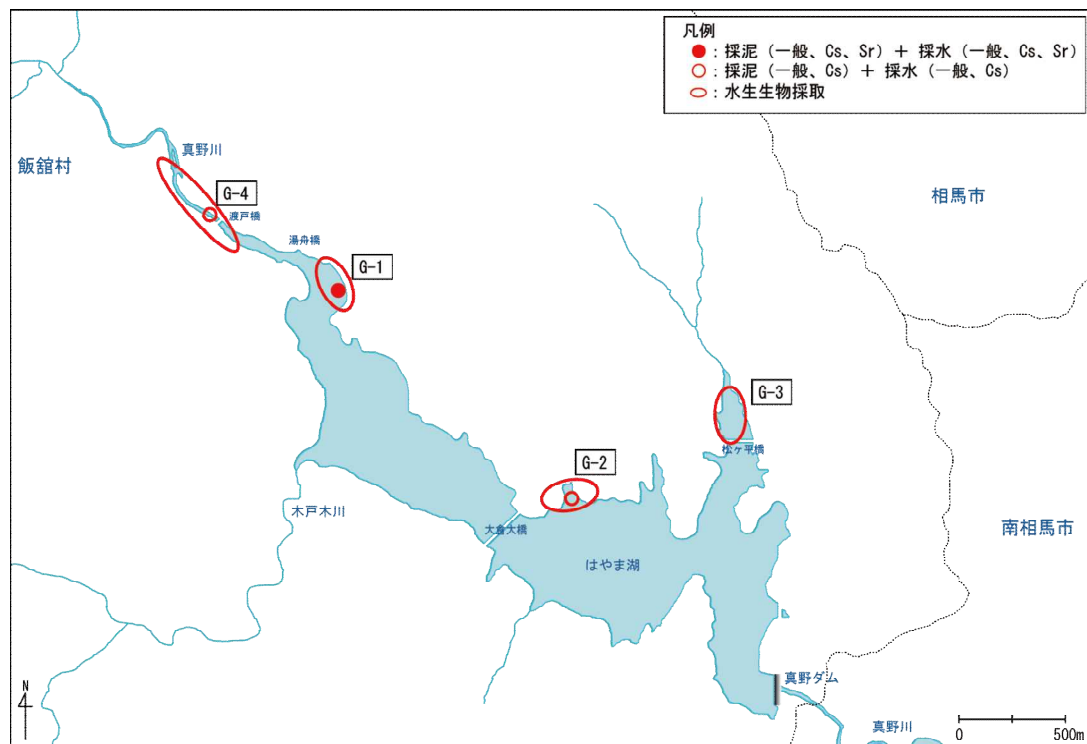 凡例
● : 採泥 (一般、Cs、Sr) + 採水 (一般、Cs、Sr)
○ : 採泥 (一般、Cs) + 採水 (一般、Cs)
: 水生生物採取
真野川
飯舘村
G-4
渡戸橋
相馬市
湯舟橋
G-1
G-3
松ヶ平橋
G-2
木戸木川
大倉大橋
南相馬市
はやま湖
真野ダム
N
真野川
0 500m